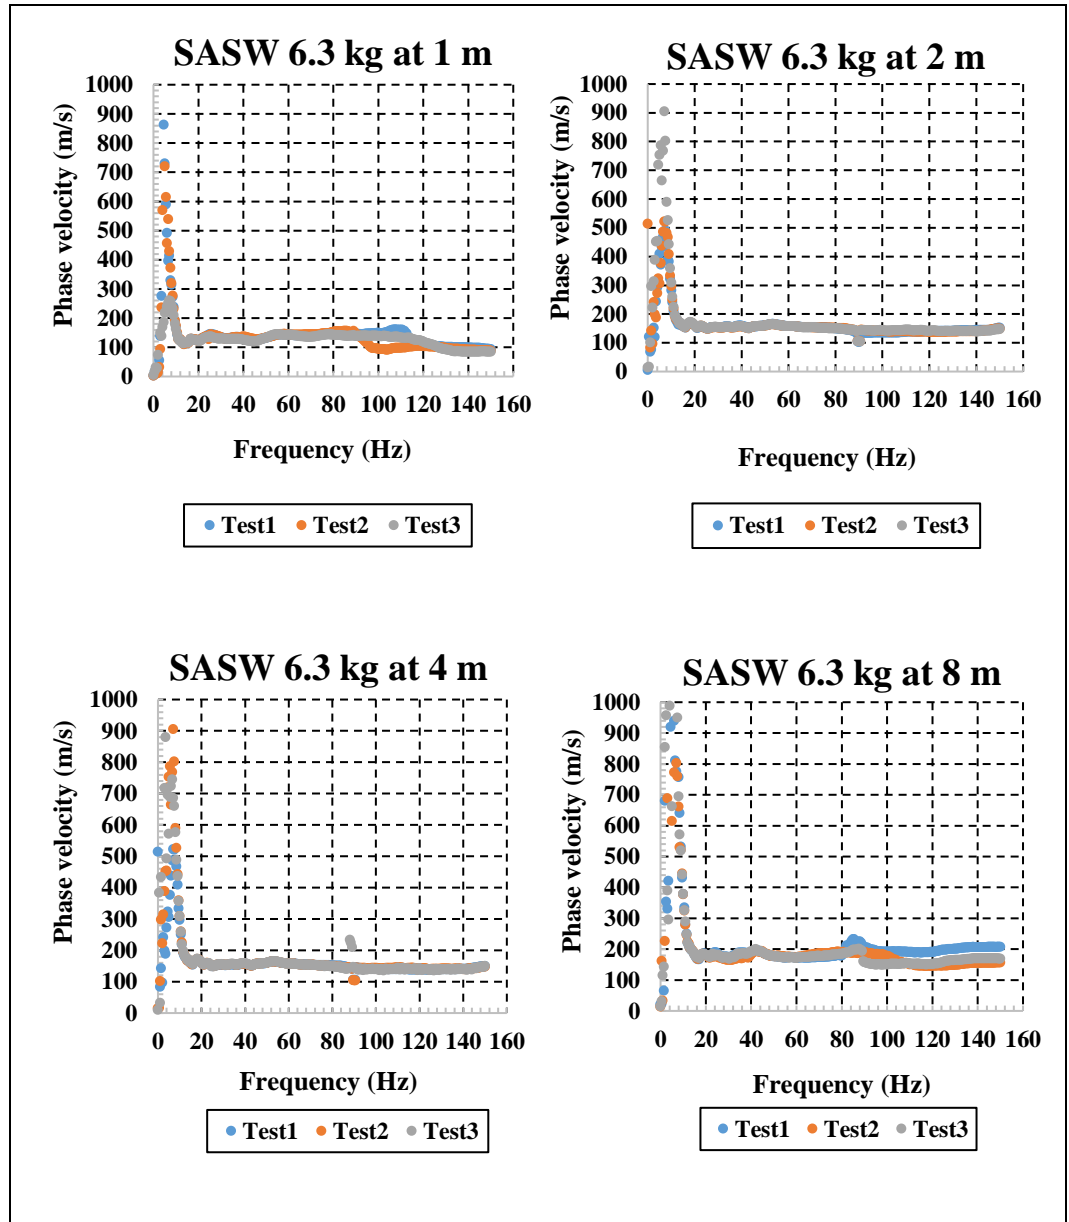 SASW 6.3 kg at 1 m
1000
900
800
700
600
500
400
300
200
100
0
Phase velocity (m/s)
0 20 40 60 80 100 120 140 160
Frequency (Hz)
Test1 Test2 Test3
SASW 6.3 kg at 2 m
1000
900
800
700
600
500
400
300
200
100
0
Phase velocity (m/s)
0 20 40 60 80 100 120 140 160
Frequency (Hz)
Test1 Test2 Test3
SASW 6.3 kg at 4 m
1000
900
800
700
600
500
400
300
200
100
0
Phase velocity (m/s)
0 20 40 60 80 100 120 140 160
Frequency (Hz)
Test1 Test2 Test3
SASW 6.3 kg at 8 m
1000
900
800
700
600
500
400
300
200
100
0
Phase velocity (m/s)
0 20 40 60 80 100 120 140 160
Frequency (Hz)
Test1 Test2 Test3